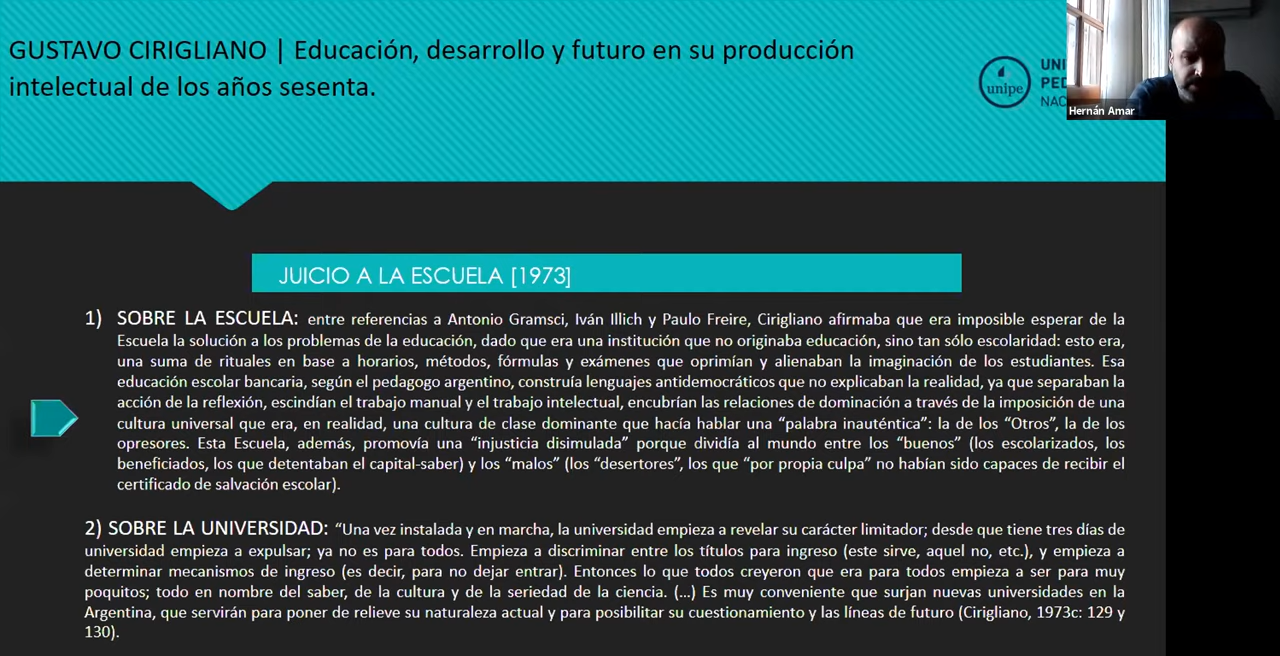 GUSTAVO CIRIGLIANO | Educación, desarrollo y futuro en su producción
intelectual de los años sesenta.
unipe
UNI
PED
NAC
Hernán Amar
JUICIO A LA ESCUELA [1973]
1) SOBRE LA ESCUELA: entre referencias a Antonio Gramsci, Iván Illich y Paulo Freire, Cirigliano afirmaba que era imposible esperar de la
Escuela la solución a los problemas de la educación, dado que era una institución que no originaba educación, sino tan sólo escolaridad: esto era,
una suma de rituales en base a horarios, métodos, fórmulas y exámenes que oprimían y alienaban la imaginación de los estudiantes. Esa
educación escolar bancaria, según el pedagogo argentino, construía lenguajes antidemocráticos que no explicaban la realidad, ya que separaban la
acción de la reflexión, escindían el trabajo manual y el trabajo intelectual, encubrían las relaciones de dominación a través de la imposición de una
cultura universal que era, en realidad, una cultura de clase dominante que hacía hablar una “palabra inauténtica”: la de los “Otros”, la de los
opresores. Esta Escuela, además, promovía una “injusticia disimulada” porque dividía al mundo entre los “buenos” (los escolarizados, los
beneficiados, los que detentaban el capital-saber) y los “malos” (los “desertores”, los que “por propia culpa” no habían sido capaces de recibir el
certificado de salvación escolar).
2) SOBRE LA UNIVERSIDAD: “Una vez instalada y en marcha, la universidad empieza a revelar su carácter limitador; desde que tiene tres días de
universidad empieza a expulsar; ya no es para todos. Empieza a discriminar entre los títulos para ingreso (este sirve, aquel no, etc.), y empieza a
determinar mecanismos de ingreso (es decir, para no dejar entrar). Entonces lo que todos creyeron que era para todos empieza a ser para muy
poquitos; todo en nombre del saber, de la cultura y de la seriedad de la ciencia. (…) Es muy conveniente que surjan nuevas universidades en la
Argentina, que servirán para poner de relieve su naturaleza actual y para posibilitar su cuestionamiento y las líneas de futuro (Cirigliano, 1973c: 129 y
130).